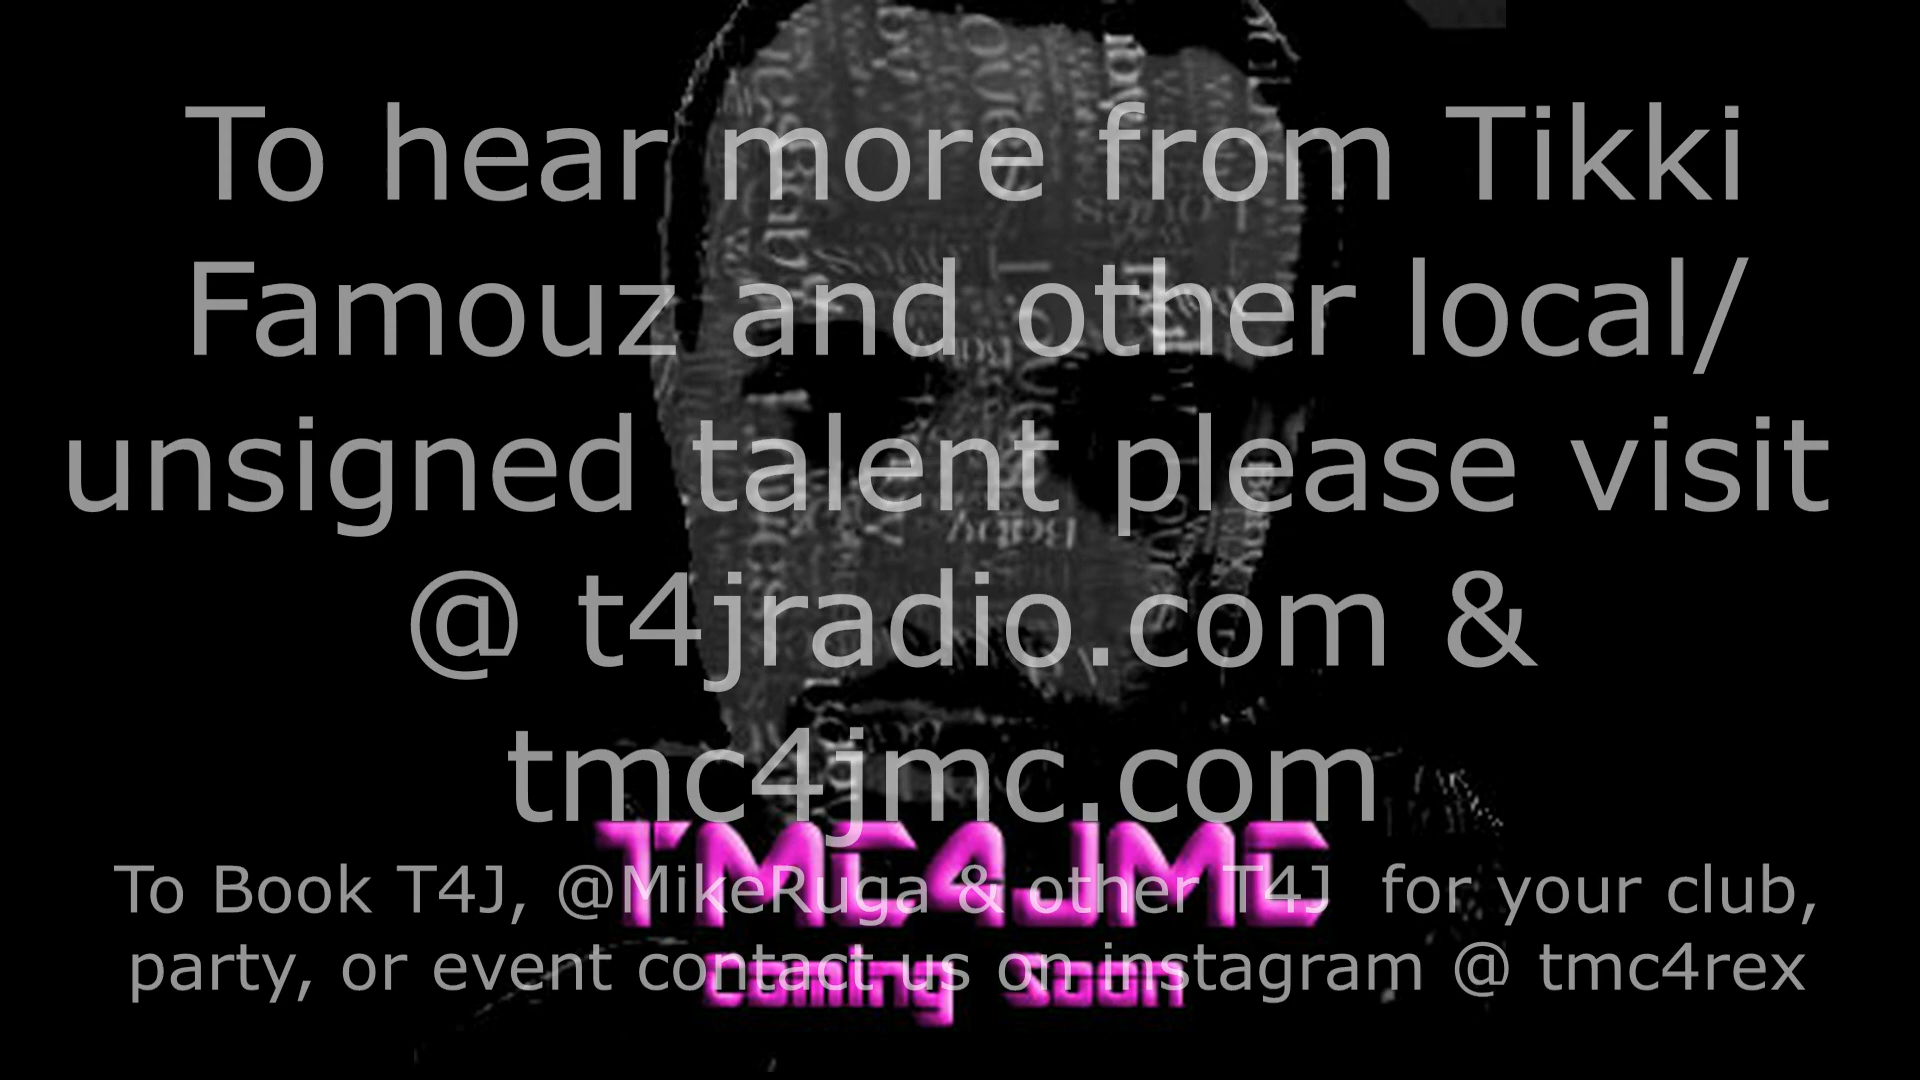 To hear more from Tikki
Famouz and other local/
unsigned talent please visit
@ t4jradio.com &
tmc4jmc.com
TMC4JMC
To Book T4J, @MikeRuga & other T4J for your club,
party, or event contact us on instagram @ tmc4rex
Coming Soon